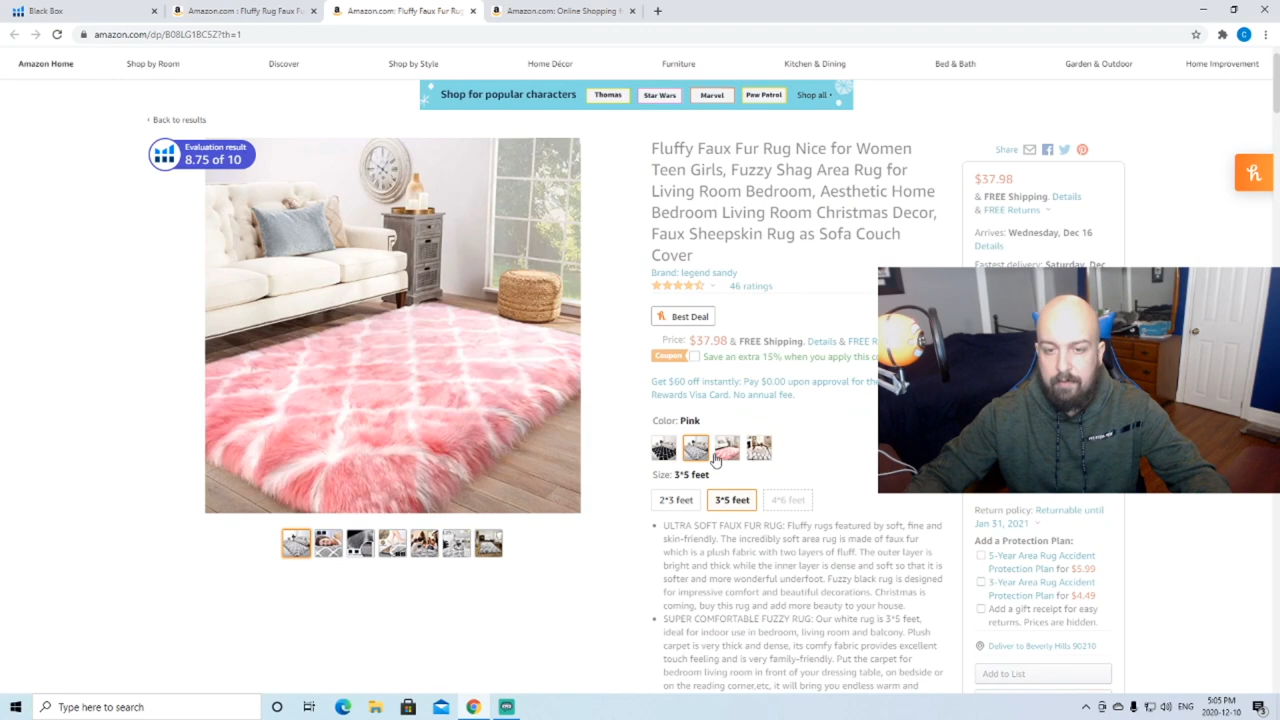 Black Box
Amazon.com : Fluffy Faux Fu
Amazon.com: Fluffy Faux Fur Rug
Amazon.com: Online Shopping
amazon.com/dp/B08LG1BCSZ?th=1
Amazon Home
Shop by Room
Discover
Shop by Style
Home Décor
Furniture
Kitchen & Dining
Bed & Bath
Garden & Outdoor
Home Improvement
Shop for popular characters
Thomas
Star Wars
Marvel
Paw Patrol
Shop all ›
‹ Back to results
Evaluation result
8.75 of 10
Fluffy Faux Fur Rug Nice for Women
Teen Girls, Fuzzy Shag Area Rug for
Living Room Bedroom, Aesthetic Home
Bedroom Living Room Christmas Decor,
Faux Sheepskin Rug as Sofa Couch
Cover
Brand: legend sandy
46 ratings
Best Deal
Price: $37.98 & FREE Shipping. Details & FREE R
Coupon Save an extra 15% when you apply this co
Get $60 off instantly: Pay $0.00 upon approval for the
Rewards Visa Card. No annual fee.
Color: Pink
Size: 3*5 feet
2*3 feet
3*5 feet
4*6 feet
• ULTRA SOFT FAUX FUR RUG: Fluffy rugs featured by soft, fine and
skin-friendly. The incredibly soft area rug is made of faux fur
which is a plush fabric with two layers of fluff. The outer layer is
bright and thick while the inner layer is dense and soft so that it is
softer and more wonderful underfoot. Fuzzy black rug is designed
for impressive comfort and beautiful decorations. Christmas is
coming, buy this rug and add more beauty to your house.
• SUPER COMFORTABLE FUZZY RUG: Our white rug is 3*5 feet,
ideal for indoor use in bedroom, living room and balcony. Plush
carpet is very thick and dense, its comfy fabric provides excellent
touch feeling and is very family-friendly. Put the carpet for
bedroom living room in front of your dressing table, on bedside or
on the reading corner,etc, it will bring you endless warm and
Share
$37.98
& FREE Shipping. Details
& FREE Returns
Arrives: Wednesday, Dec 16
Details
Fastest delivery: Saturday, Dec
Return policy: Returnable until
Jan 31, 2021
Add a Protection Plan:
5-Year Area Rug Accident
Protection Plan for $5.99
3-Year Area Rug Accident
Protection Plan for $4.49
Add a gift receipt for easy
returns. Prices are hidden.
Deliver to Beverly Hills 90210
Add to List
Type here to search
ENG
5:05 PM
2020-12-10